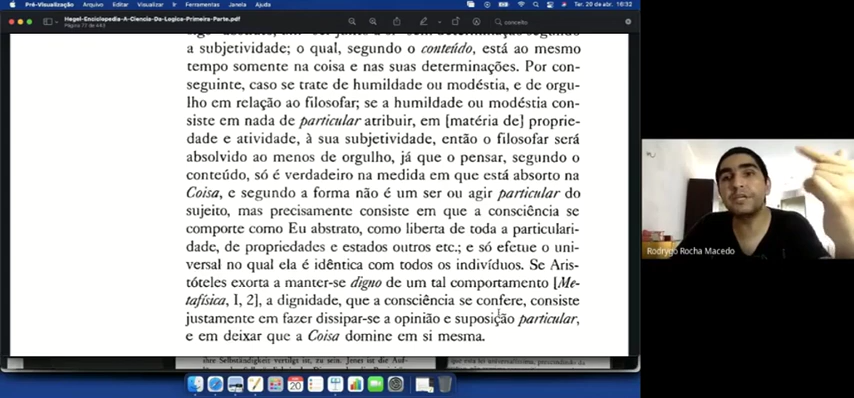 Pré-Visualização Arquivo Editar Visualizar Ir Ferramentas Janela Ajuda
Ter. 20 de abr. 16:32
Hegel-Enciclopedia-A-Ciencia-Da-Logica-Primeira-Parte.pdf
conceito
a subjetividade; o qual, segundo o conteúdo, está ao mesmo
tempo somente na coisa e nas suas determinações. Por con-
seguinte, caso se trate de humildade ou modéstia, e de orgu-
lho em relação ao filosofar; se a humildade ou modéstia con-
siste em nada de particular atribuir, em [matéria de] proprie-
dade e atividade, à sua subjetividade, então o filosofar será
absolvido ao menos de orgulho, já que o pensar, segundo o
conteúdo, só é verdadeiro na medida em que está absorto na
Coisa, e segundo a forma não é um ser ou agir particular do
sujeito, mas precisamente consiste em que a consciência se
comporte como Eu abstrato, como liberta de toda a particulari-
dade, de propriedades e estados outros etc.; e só efetue o uni-
versal no qual ela é idêntica com todos os indivíduos. Se Aris-
tóteles exorta a manter-se digno de um tal comportamento [Me-
tafísica, I, 2], a dignidade, que a consciência se confere, consiste
justamente em fazer dissipar-se a opinião e suposição particular,
e em deixar que a Coisa domine em si mesma.
Rodrygo Rocha Macedo
20